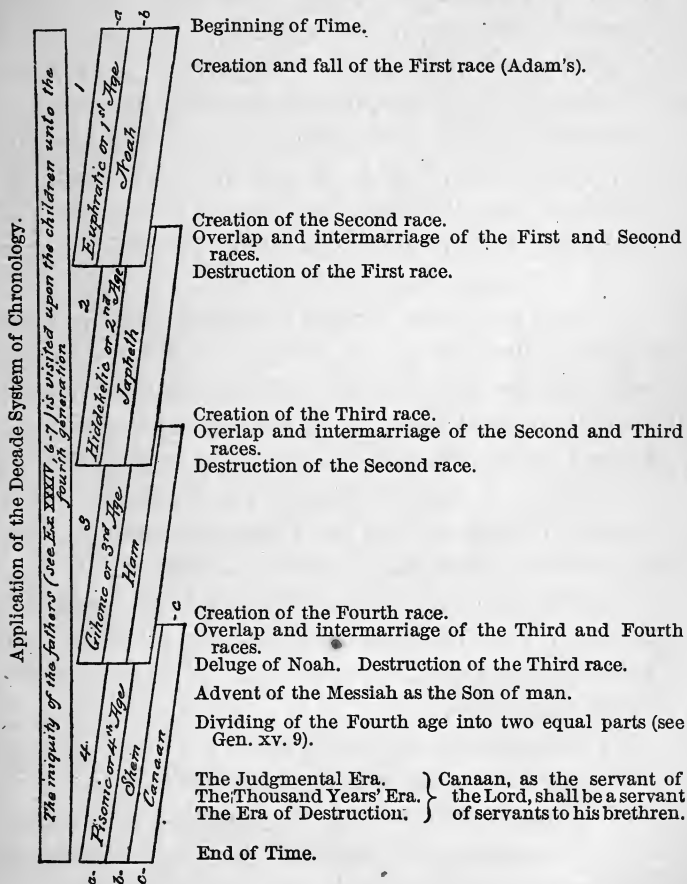 Application of the Decade System of Chronology.
The iniquity of the fathers (see Ex XXXIV, 6-7) is visited upon the children unto the
fourth generation
-a
-b
1
Euphratic or 1st Age
Noah
2
Hiddekelic or 2nd Age
Japheth
3
Gihonic or 3rd Age
Ham
-c
4
Pisonic or 4th Age
Shem
Canaan
a-
b-
c-
Beginning of Time.
Creation and fall of the First race (Adam's).
Creation of the Second race.
Overlap and intermarriage of the First and Second
races.
Destruction of the First race.
Creation of the Third race.
Overlap and intermarriage of the Second and Third
races.
Destruction of the Second race.
Creation of the Fourth race.
Overlap and intermarriage of the Third and Fourth
races.
Deluge of Noah. Destruction of the Third race.
Advent of the Messiah as the Son of man.
Dividing of the Fourth age into two equal parts (see
Gen. xv. 9).
The Judgmental Era.
The Thousand Years' Era.
The Era of Destruction.
Canaan, as the servant of
the Lord, shall be a servant
of servants to his brethren.
End of Time.